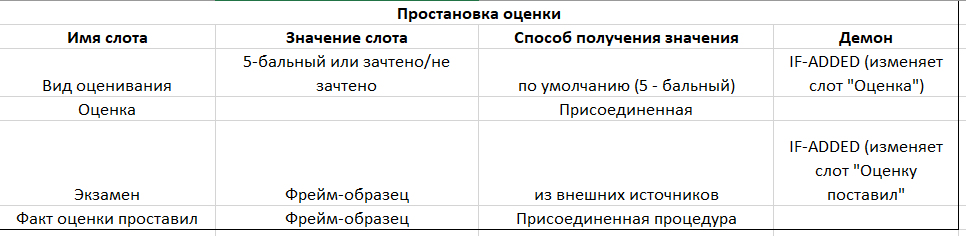 Простановка оценки
Имя слота Значение слота Способ получения значения Демон
5-бальный или зачтено/не IF-ADDED (изменяет
Вид оценивания зачтено по умолчанию (5 - бальный) слот "Оценка")
Оценка Присоединенная
IF-ADDED (изменяет
слот "Оценку
Экзамен Фрейм-образец из внешних источников поставил"
Факт оценки проставил Фрейм-образец Присоединенная процедура